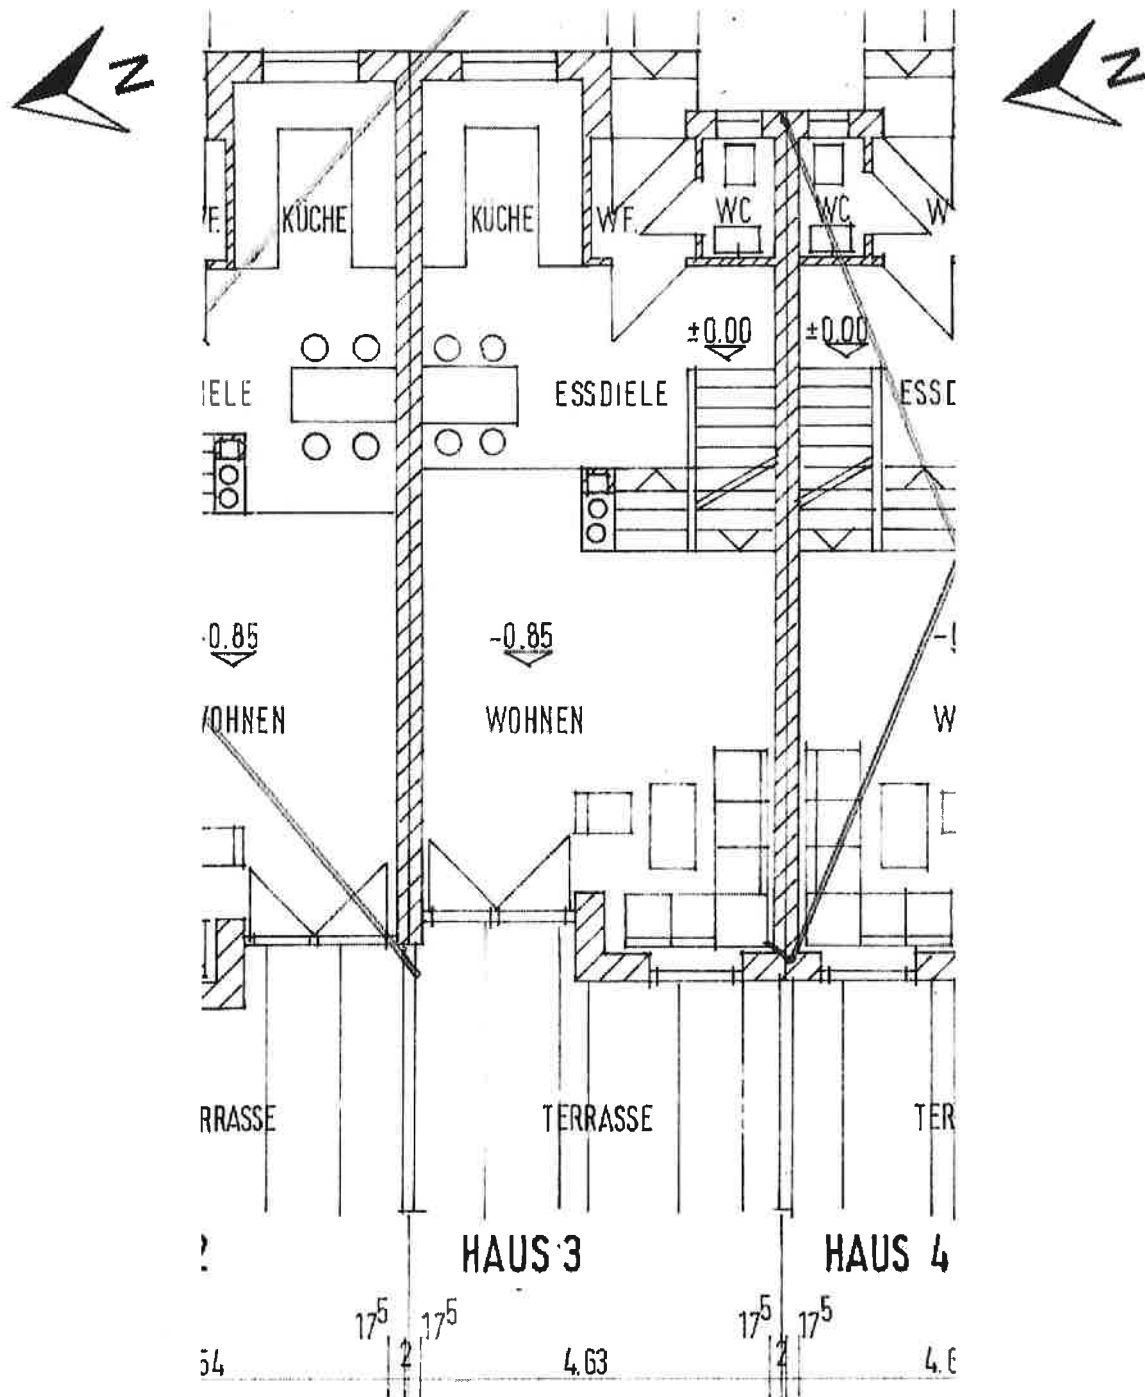 N N
KÜCHE KÜCHE W F. WC WC W
±0.00 ±0.00
ESSDIELE
-0.85 -0.85
WOHNEN WOHNEN W
TERRASSE
HAUS 3 HAUS 4
17⁵ 17⁵ 17⁵ 17⁵
2 4.63 2